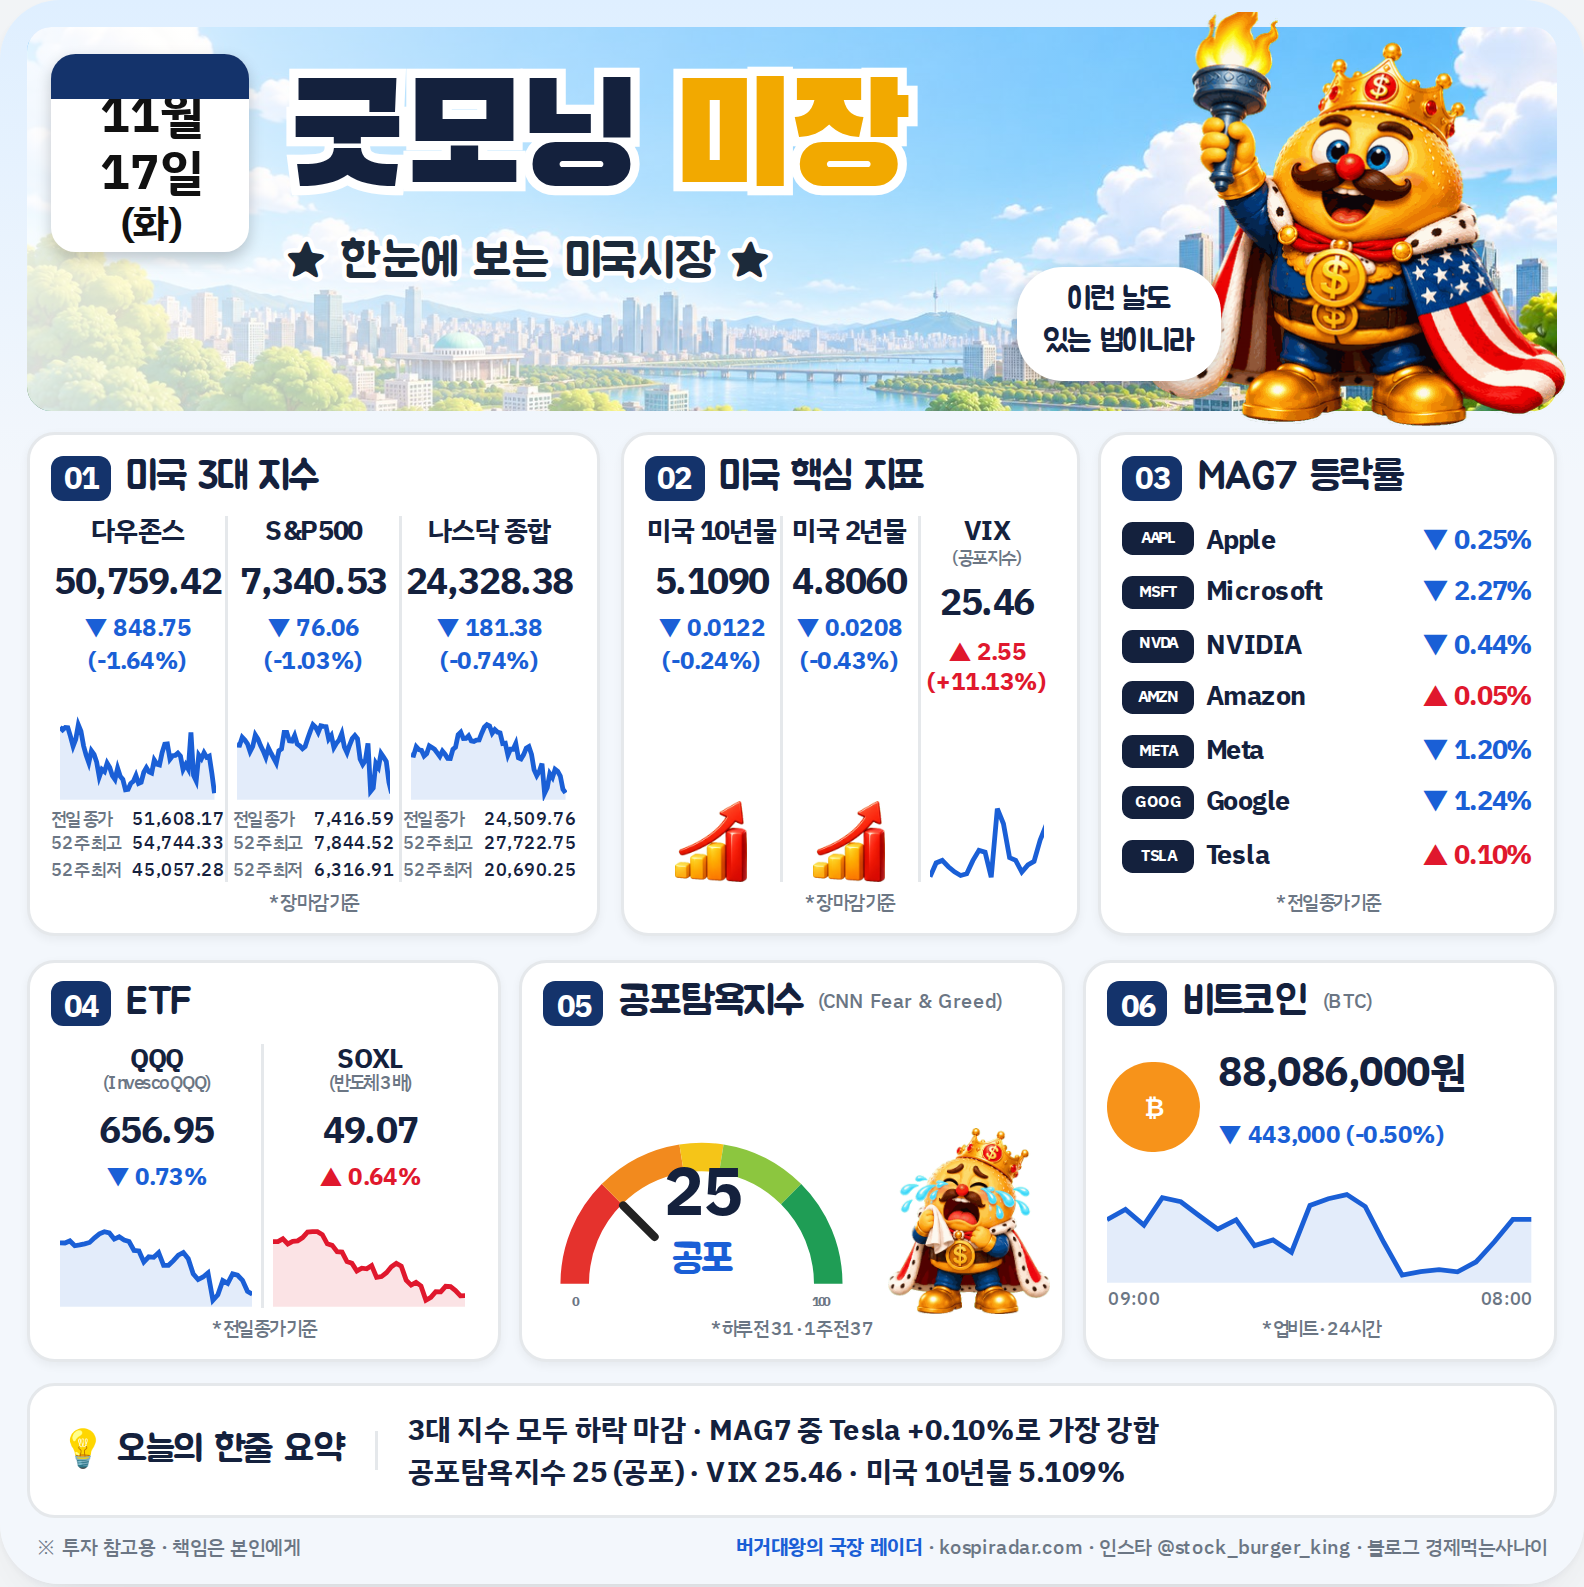 11월
17일
(화)
굿모닝 미장
★ 한눈에 보는 미국시장 ★
이런 날도
있는 법이니라
01 미국 3대 지수
다우존스
50,759.42
▼ 848.75
(-1.64%)
전일종가 51,608.17
52주최고 54,744.33
52주최저 45,057.28
S&P500
7,340.53
▼ 76.06
(-1.03%)
전일종가 7,416.59
52주최고 7,844.52
52주최저 6,316.91
나스닥 종합
24,328.38
▼ 181.38
(-0.74%)
전일종가 24,509.76
52주최고 27,722.75
52주최저 20,690.25
*장마감기준
02 미국 핵심 지표
미국 10년물
5.1090
▼ 0.0122
(-0.24%)
미국 2년물
4.8060
▼ 0.0208
(-0.43%)
VIX
(공포지수)
25.46
▲ 2.55
(+11.13%)
*장마감기준
03 MAG7 등락률
AAPL Apple ▼ 0.25%
MSFT Microsoft ▼ 2.27%
NVDA NVIDIA ▼ 0.44%
AMZN Amazon ▲ 0.05%
META Meta ▼ 1.20%
GOOG Google ▼ 1.24%
TSLA Tesla ▲ 0.10%
*전일종가기준
04 ETF
QQQ
(Invesco QQQ)
656.95
▼ 0.73%
SOXL
(반도체3배)
49.07
▲ 0.64%
*전일종가기준
05 공포탐욕지수 (CNN Fear & Greed)
25
공포
0 100
*하루전31·1주전37
06 비트코인 (BTC)
₿
88,086,000원
▼ 443,000 (-0.50%)
09:00 08:00
*업비트·24시간
오늘의 한줄 요약
3대 지수 모두 하락 마감 · MAG7 중 Tesla +0.10%로 가장 강함
공포탐욕지수 25 (공포) · VIX 25.46 · 미국 10년물 5.109%
※ 투자 참고용 · 책임은 본인에게
버거대왕의 국장 레이더 · kospiradar.com · 인스타 @stock_burger_king · 블로그 경제먹는사나이